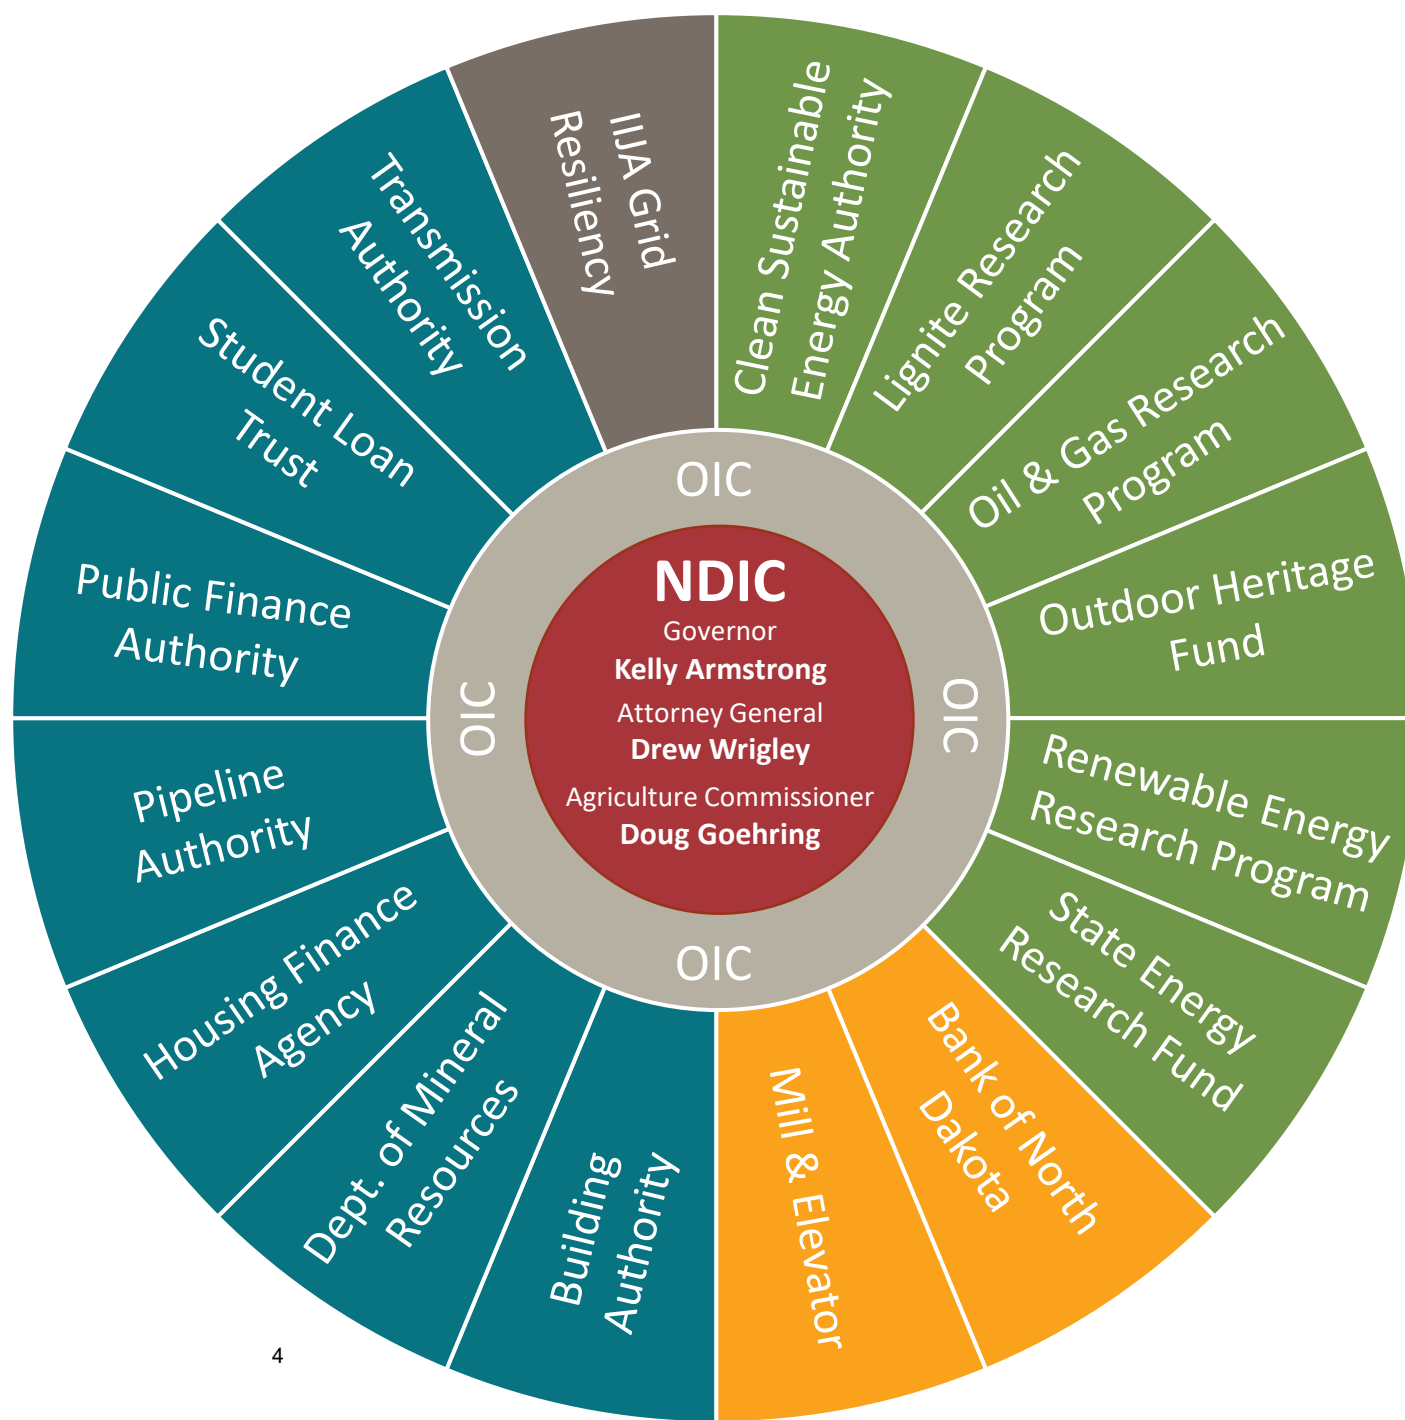 Clean Sustainable
Energy Authority
Lignite Research
Program
Oil & Gas Research
Program
Outdoor Heritage
Fund
Renewable Energy
Research Program
State Energy
Research Fund
Bank of North
Dakota
Mill & Elevator
Building
Authority
Dept. of Mineral
Resources
Housing Finance
Agency
Pipeline
Authority
Public Finance
Authority
Student Loan
Trust
Transmission
Authority
IIJA Grid
Resiliency
OIC
OIC
OIC
OIC
NDIC
Governor
Kelly Armstrong
Attorney General
Drew Wrigley
Agriculture Commissioner
Doug Goehring
4